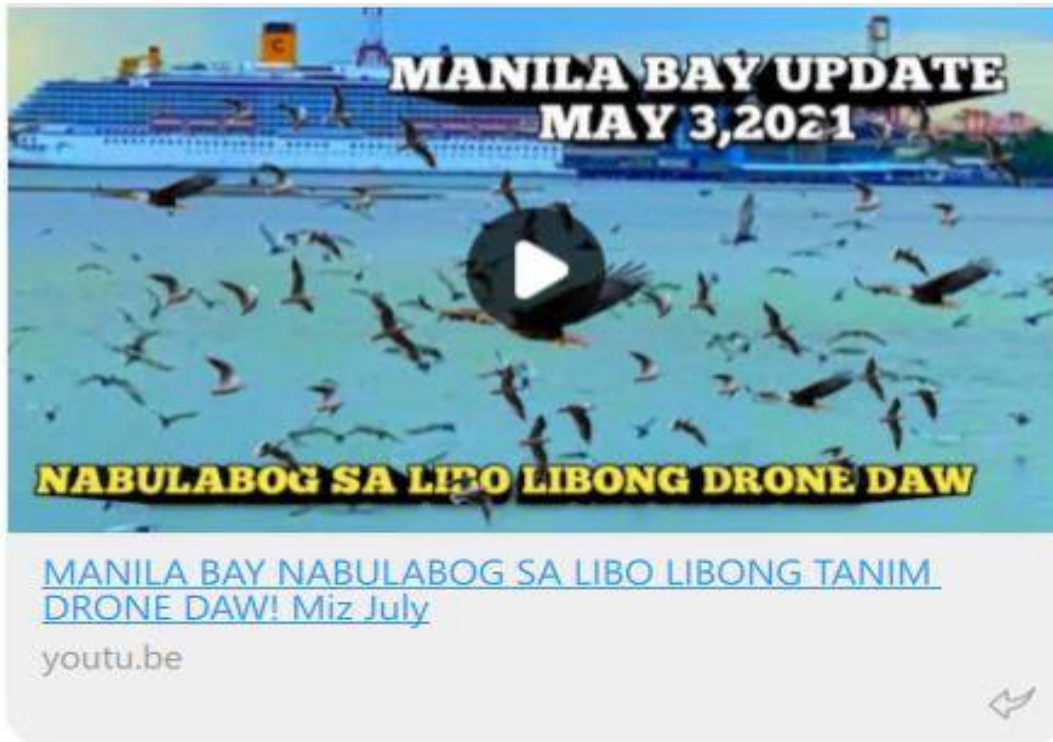 C
MANILA BAY UPDATE
MAY 3,2021
NABULABOG SA LIBO LIBONG DRONE DAW
MANILA BAY NABULABOG SA LIBO LIBONG TANIM
DRONE DAW! Miz July
youtu.be